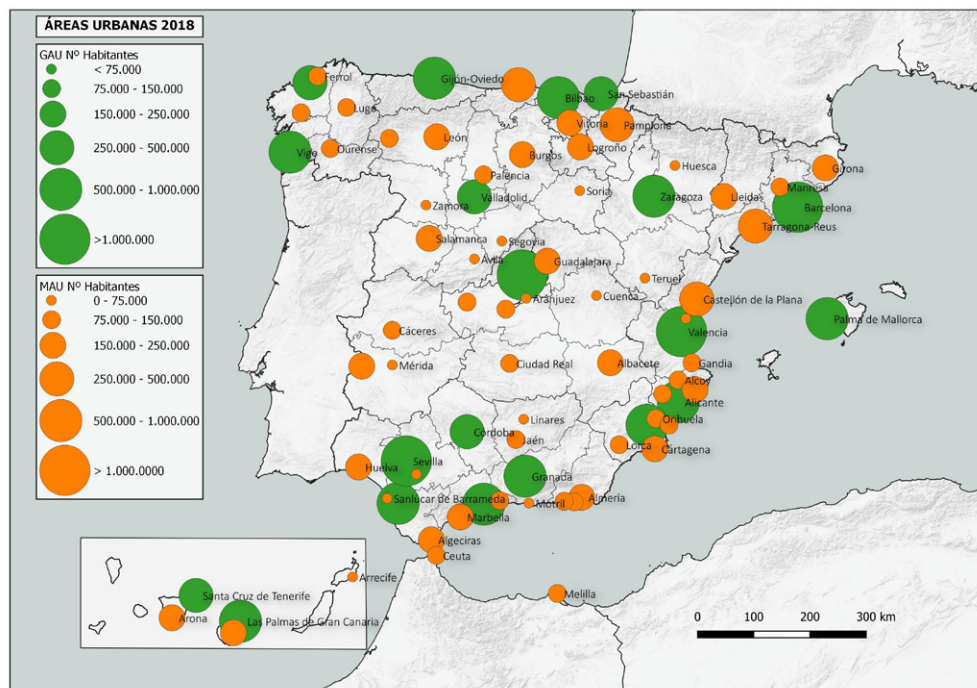 ÁREAS URBANAS 2018
GAU Nº Habitantes
< 75.000
75.000 - 150.000
150.000 - 250.000
250.000 - 500.000
500.000 - 1.000.000
>1.000.000
MAU Nº Habitantes
0 - 75.000
75.000 - 150.000
150.000 - 250.000
250.000 - 500.000
500.000 - 1.000.000
> 1.000.0000
Ferrol
Gijón-Oviedo
Bilbao
San Sebastián
Lugo
Vitoria
Pamplona
León
Vigo
Ourense
Burgos
Logroño
Huesca
Girona
Palencia
Manresa
Soria
Valladolid
Zaragoza
Lleidas
Barcelona
Zamora
Tarragona-Reus
Salamanca
Segovia
Ávila
Guadalajara
Teruel
Aranjuez
Cuenca
Castejlón de la Plana
Palma de Mallorca
Cáceres
Valencia
Mérida
Ciudad Real
Albacete
Gandia
Alcoy
Alicante
Linares
Orihuela
Córdoba
Jaén
Lorca
Cartagena
Sevilla
Huelva
Granada
Sanlucar de Barrameda
Motril
Almería
Marbella
Algeciras
Ceuta
Arrecife
Melilla
Santa Cruz de Tenerife
Arona
Las Palmas de Gran Canaria
0 100 200 300 km